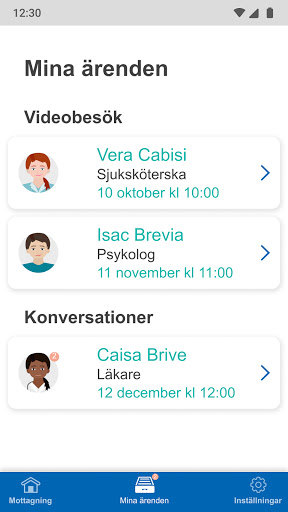 12:30
Mina ärenden
Videobesök
Vera Cabisi
Sjuksköterska
10 oktober kl 10:00
Isac Brevia
Psykolog
11 november kl 11:00
Konversationer
2
Caisa Brive
Läkare
12 december kl 12:00
Mottagning
Mina ärenden
Inställningar